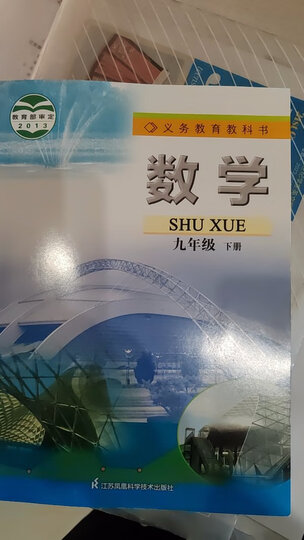 教育部审定
2013
义务教育教科书
数学
SHU XUE
九年级 下册
江苏凤凰科学技术出版社